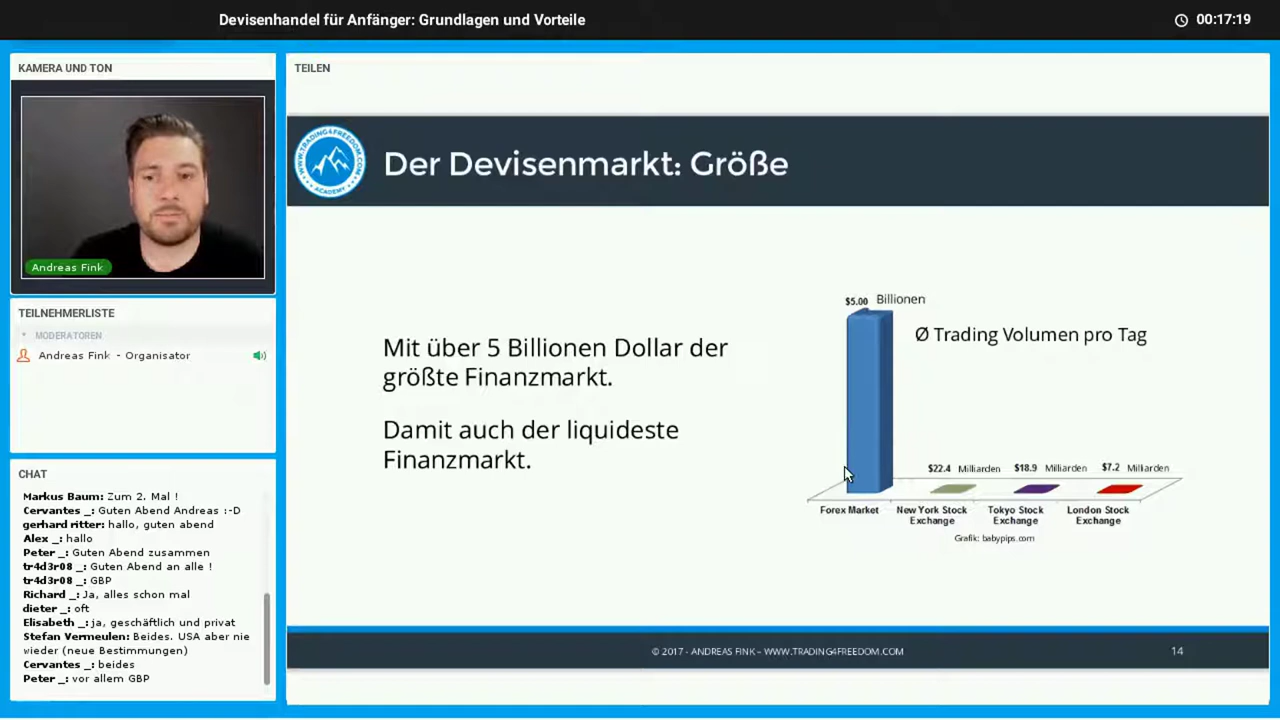 Devisenhandel für Anfänger: Grundlagen und Vorteile
00:17:19
KAMERA UND TON
Andreas Fink
TEILNEHMERLISTE
MODERATOREN
Andreas Fink - Organisator
CHAT
Markus Baum: Zum 2. Mal !
Cervantes _: Guten Abend Andreas :-D
gerhard ritter: hallo, guten abend
Alex _: hallo
Peter _: Guten Abend zusammen
tr4d3r08 _: Guten Abend an alle !
tr4d3r08 _: GBP
Richard _: Ja, alles schon mal
dieter _: oft
Elisabeth _: ja, geschäftlich und privat
Stefan Vermeulen: Beides. USA aber nie
wieder (neue Bestimmungen)
Cervantes _: beides
Peter _: vor allem GBP
TEILEN
WWW.TRADING4FREEDOM.COM
ACADEMY
Der Devisenmarkt: Größe
Mit über 5 Billionen Dollar der
größte Finanzmarkt.
Damit auch der liquideste
Finanzmarkt.
$5.00 Billionen
Ø Trading Volumen pro Tag
$22.4 Milliarden $18.9 Milliarden $7.2 Milliarden
Forex Market New York Stock Tokyo Stock London Stock
Exchange Exchange Exchange
Grafik: babypips.com
© 2017 - ANDREAS FINK – WWW.TRADING4FREEDOM.COM
14